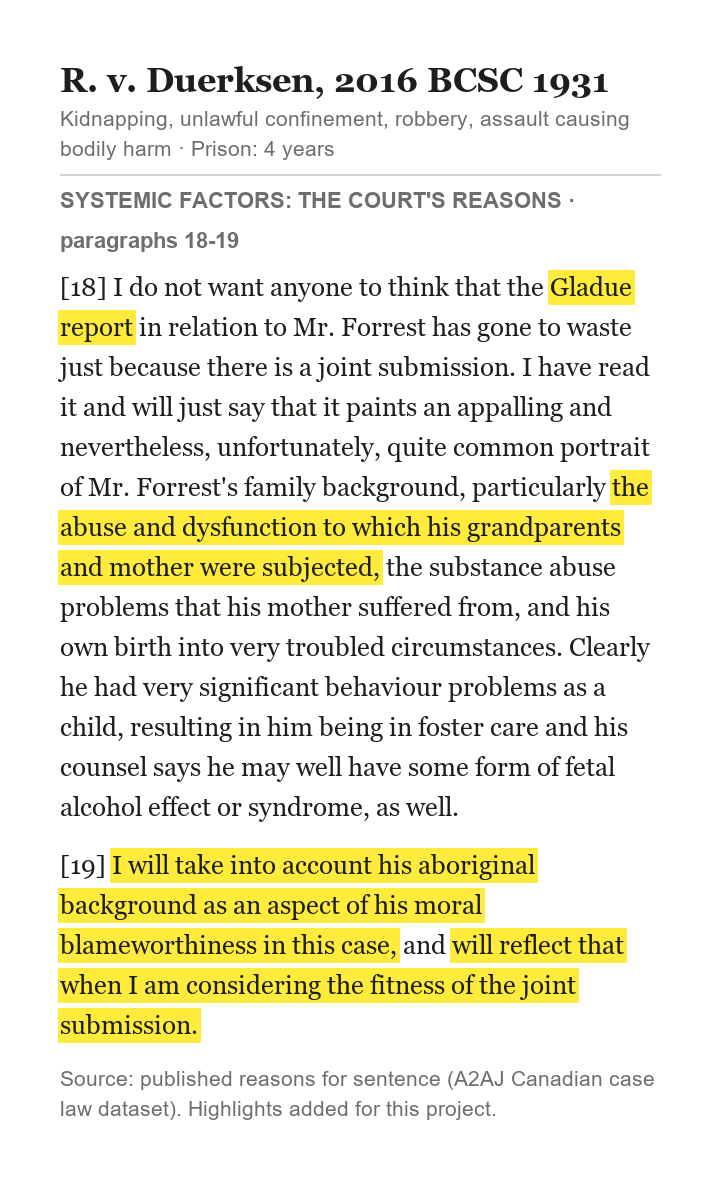 R. v. Duerksen, 2016 BCSC 1931
Kidnapping, unlawful confinement, robbery, assault causing
bodily harm · Prison: 4 years
SYSTEMIC FACTORS: THE COURT'S REASONS ·
paragraphs 18-19
[18] I do not want anyone to think that the Gladue
report in relation to Mr. Forrest has gone to waste
just because there is a joint submission. I have read
it and will just say that it paints an appalling and
nevertheless, unfortunately, quite common portrait
of Mr. Forrest's family background, particularly the
abuse and dysfunction to which his grandparents
and mother were subjected, the substance abuse
problems that his mother suffered from, and his
own birth into very troubled circumstances. Clearly
he had very significant behaviour problems as a
child, resulting in him being in foster care and his
counsel says he may well have some form of fetal
alcohol effect or syndrome, as well.
[19] I will take into account his aboriginal
background as an aspect of his moral
blameworthiness in this case, and will reflect that
when I am considering the fitness of the joint
submission.
Source: published reasons for sentence (A2AJ Canadian case
law dataset). Highlights added for this project.